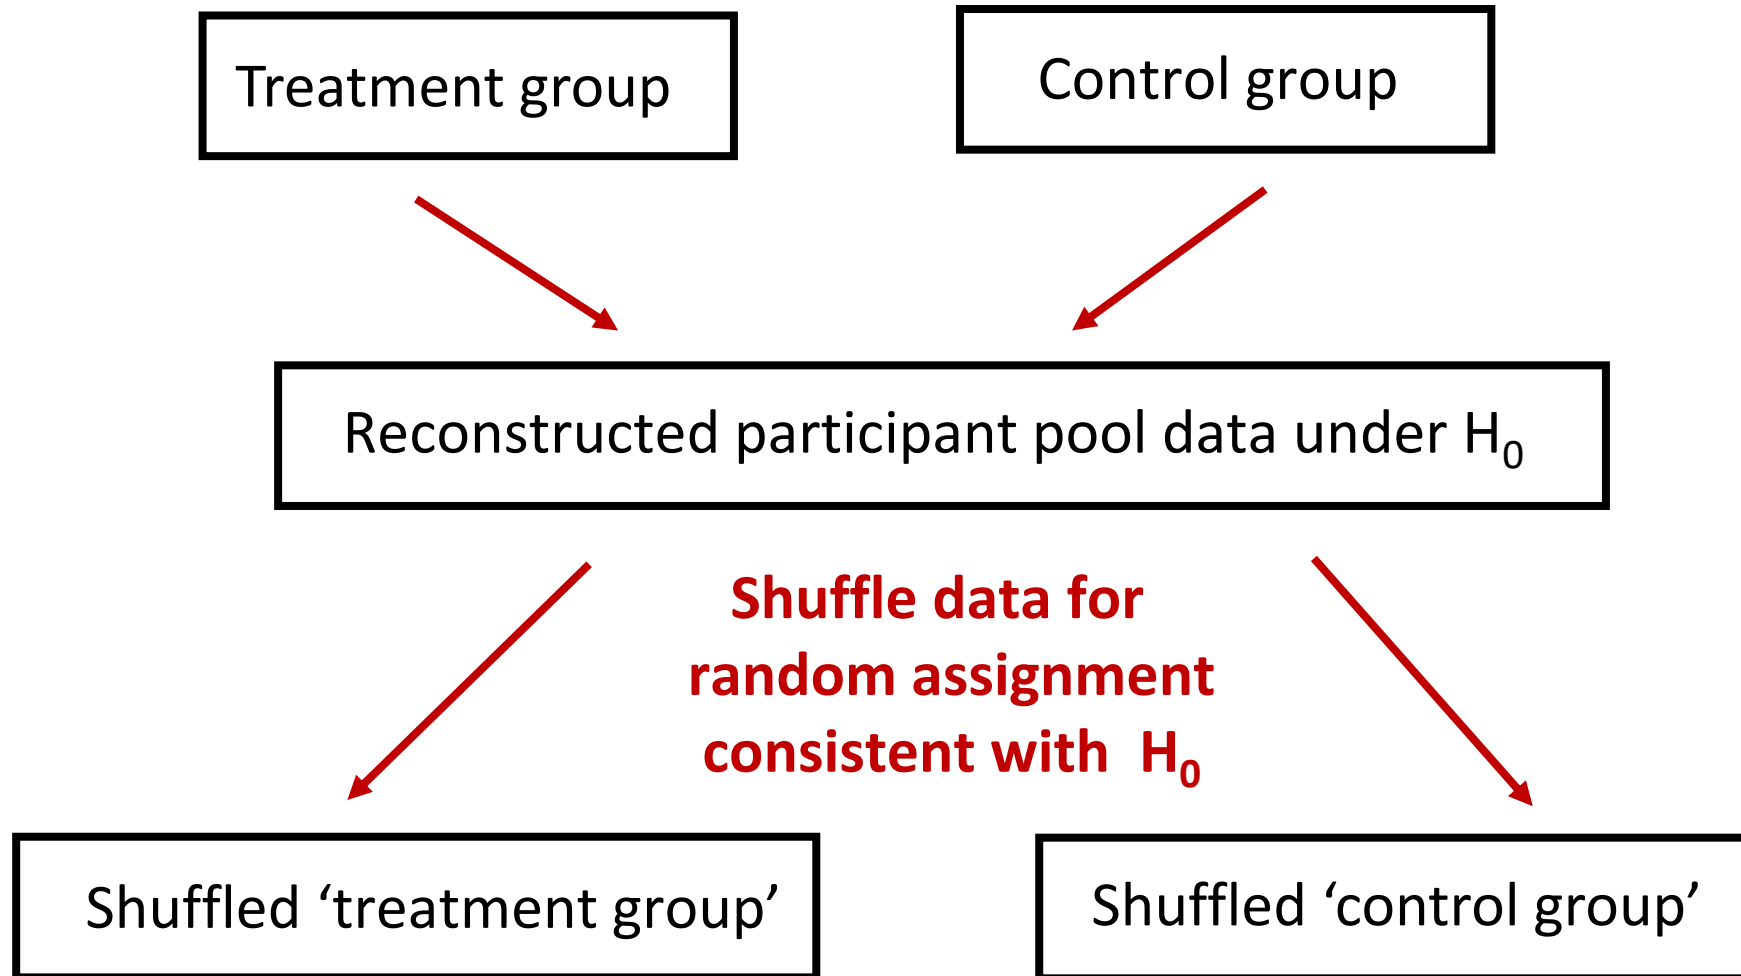 Treatment group
Control group
Reconstructed participant pool data under H₀
Shuffle data for
random assignment
consistent with H₀
Shuffled ‘treatment group’
Shuffled ‘control group’